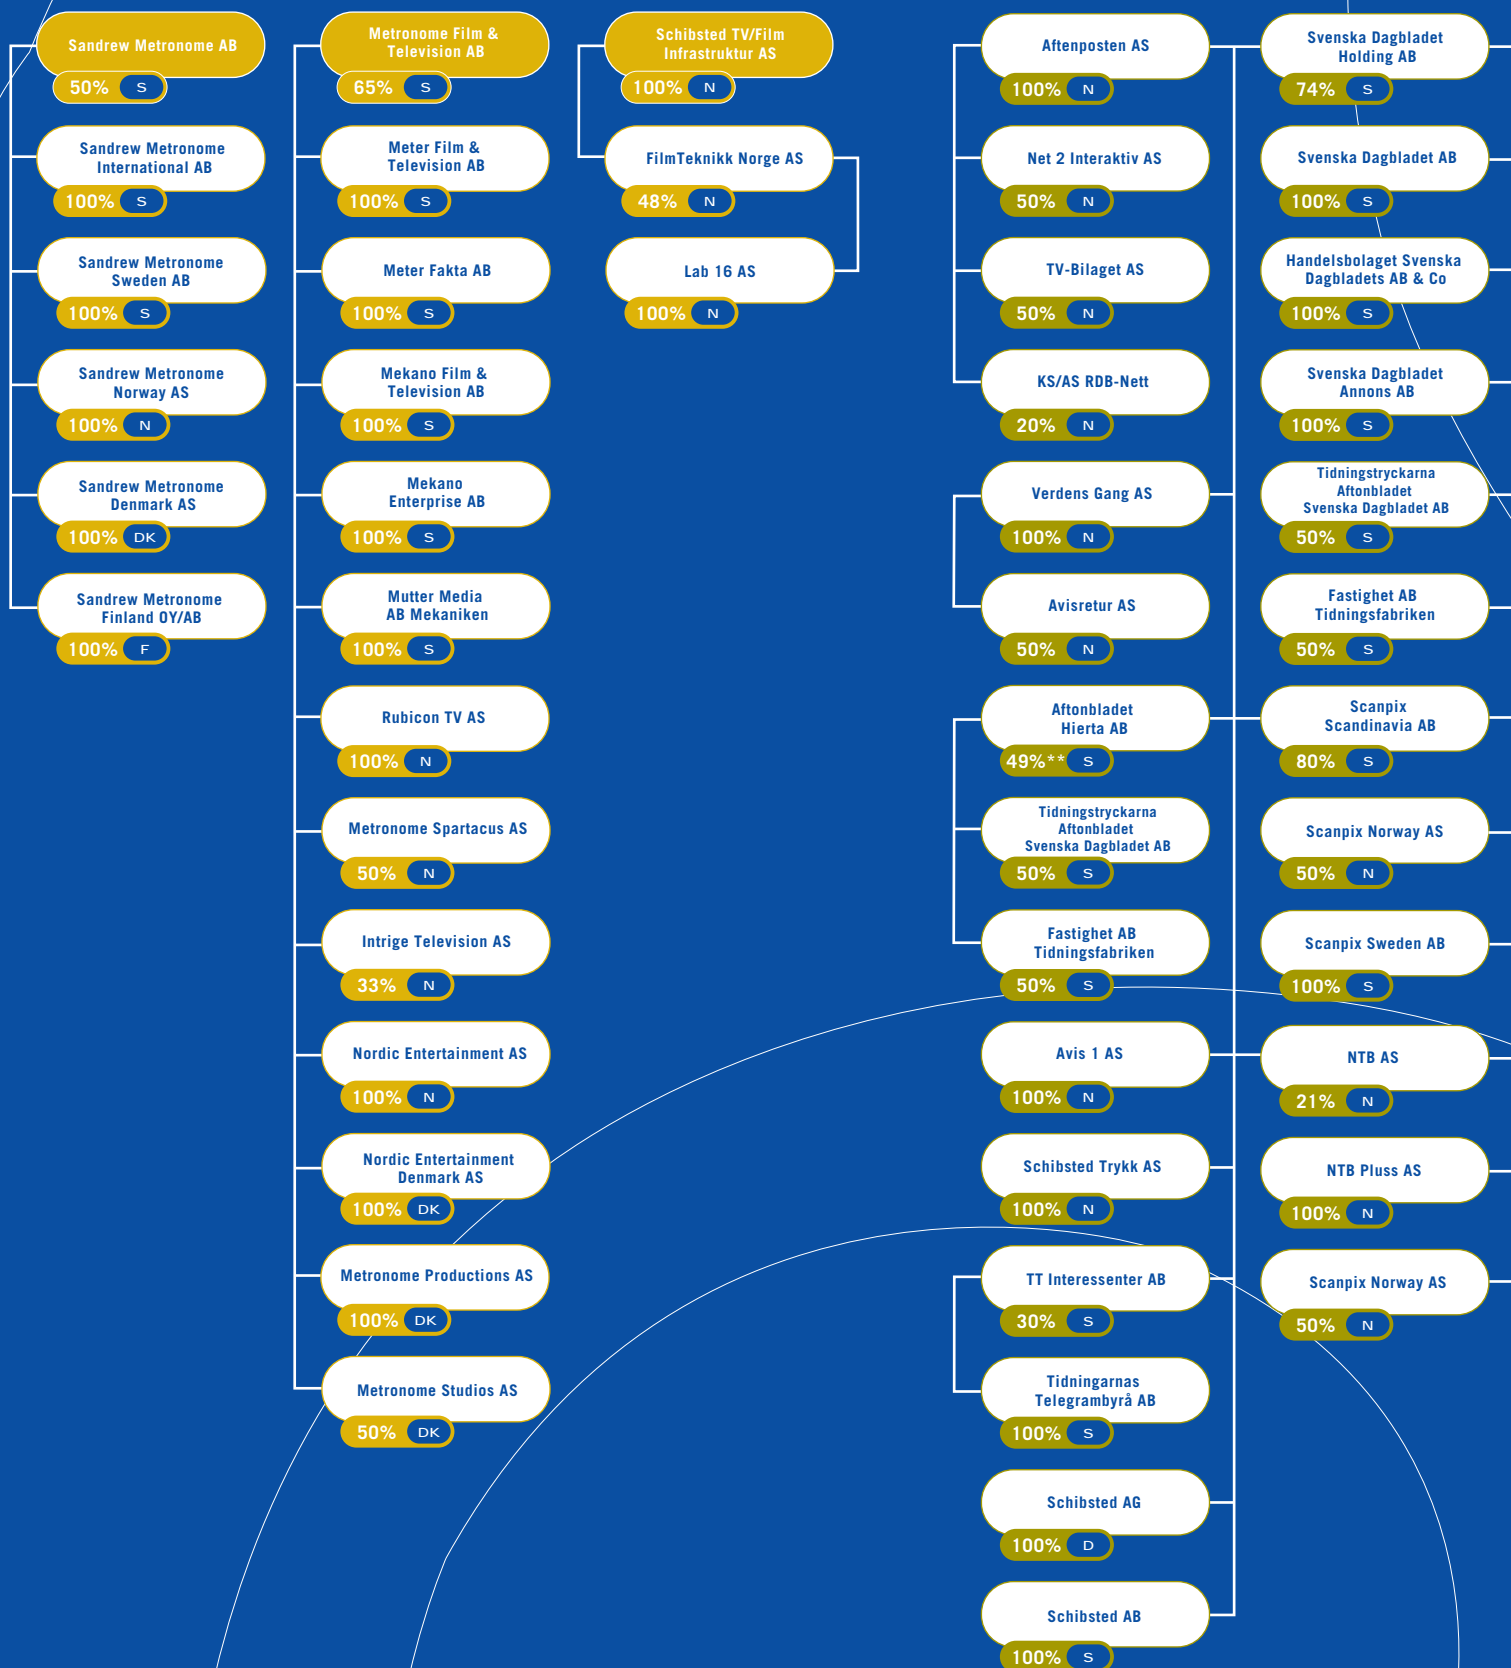 Sandrew Metronome AB
50% S
Sandrew Metronome
International AB
100% S
Sandrew Metronome
Sweden AB
100% S
Sandrew Metronome
Norway AS
100% N
Sandrew Metronome
Denmark AS
100% DK
Sandrew Metronome
Finland OY/AB
100% F
Metronome Film &
Television AB
65% S
Meter Film &
Television AB
100% S
Meter Fakta AB
100% S
Mekano Film &
Television AB
100% S
Mekano
Enterprise AB
100% S
Mutter Media
AB Mekaniken
100% S
Rubicon TV AS
100% N
Metronome Spartacus AS
50% N
Intrige Television AS
33% N
Nordic Entertainment AS
100% N
Nordic Entertainment
Denmark AS
100% DK
Metronome Productions AS
100% DK
Metronome Studios AS
50% DK
Schibsted TV/Film
Infrastruktur AS
100% N
FilmTeknikk Norge AS
48% N
Lab 16 AS
100% N
Aftenposten AS
100% N
Net 2 Interaktiv AS
50% N
TV-Bilaget AS
50% N
KS/AS RDB-Nett
20% N
Verdens Gang AS
100% N
Avisretur AS
50% N
Aftonbladet
Hierta AB
49%** S
Tidningstryckarna
Aftonbladet
Svenska Dagbladet AB
50% S
Fastighet AB
Tidningsfabriken
50% S
Avis 1 AS
100% N
Schibsted Trykk AS
100% N
TT Interessenter AB
30% S
Tidningarnas
Telegrambyrå AB
100% S
Schibsted AG
100% D
Schibsted AB
100% S
Svenska Dagbladet
Holding AB
74% S
Svenska Dagbladet AB
100% S
Handelsbolaget Svenska
Dagbladets AB & Co
100% S
Svenska Dagbladet
Annons AB
100% S
Tidningstryckarna
Aftonbladet
Svenska Dagbladet AB
50% S
Fastighet AB
Tidningsfabriken
50% S
Scanpix
Scandinavia AB
80% S
Scanpix Norway AS
50% N
Scanpix Sweden AB
100% S
NTB AS
21% N
NTB Pluss AS
100% N
Scanpix Norway AS
50% N